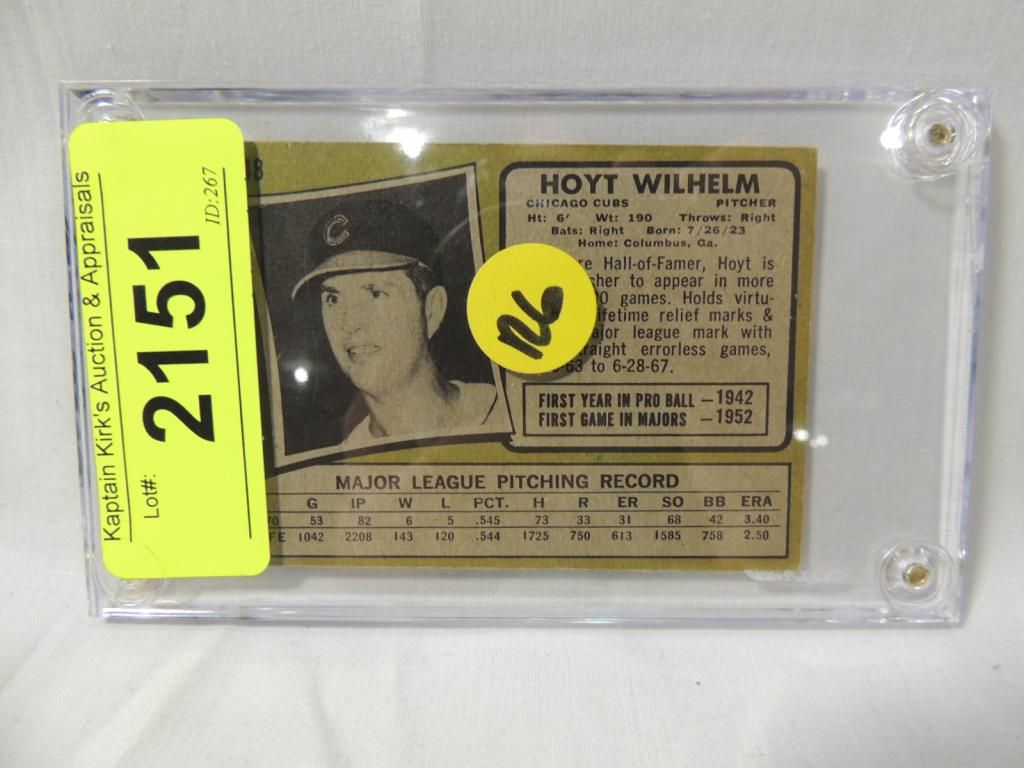 Kaptain Kirk's Auction & Appraisals
Lot#:
2151
ID:267
C
HOYT WILHELM
CHICAGO CUBS PITCHER
Ht: 6' Wt: 190 Throws: Right
Bats: Right Born: 7/26/23
Home: Columbus, Ga.
Hall-of-Famer, Hoyt is
to appear in more
games. Holds virtu-
relief marks &
league mark with
errorless games,
to 6-28-67.
FIRST YEAR IN PRO BALL — 1942
FIRST GAME IN MAJORS — 1952
MAJOR LEAGUE PITCHING RECORD
G IP W L PCT. H R ER SO BB ERA
53 82 6 5 .545 73 33 31 68 42 3.40
1042 2208 143 120 .544 1725 750 613 1585 758 2.50